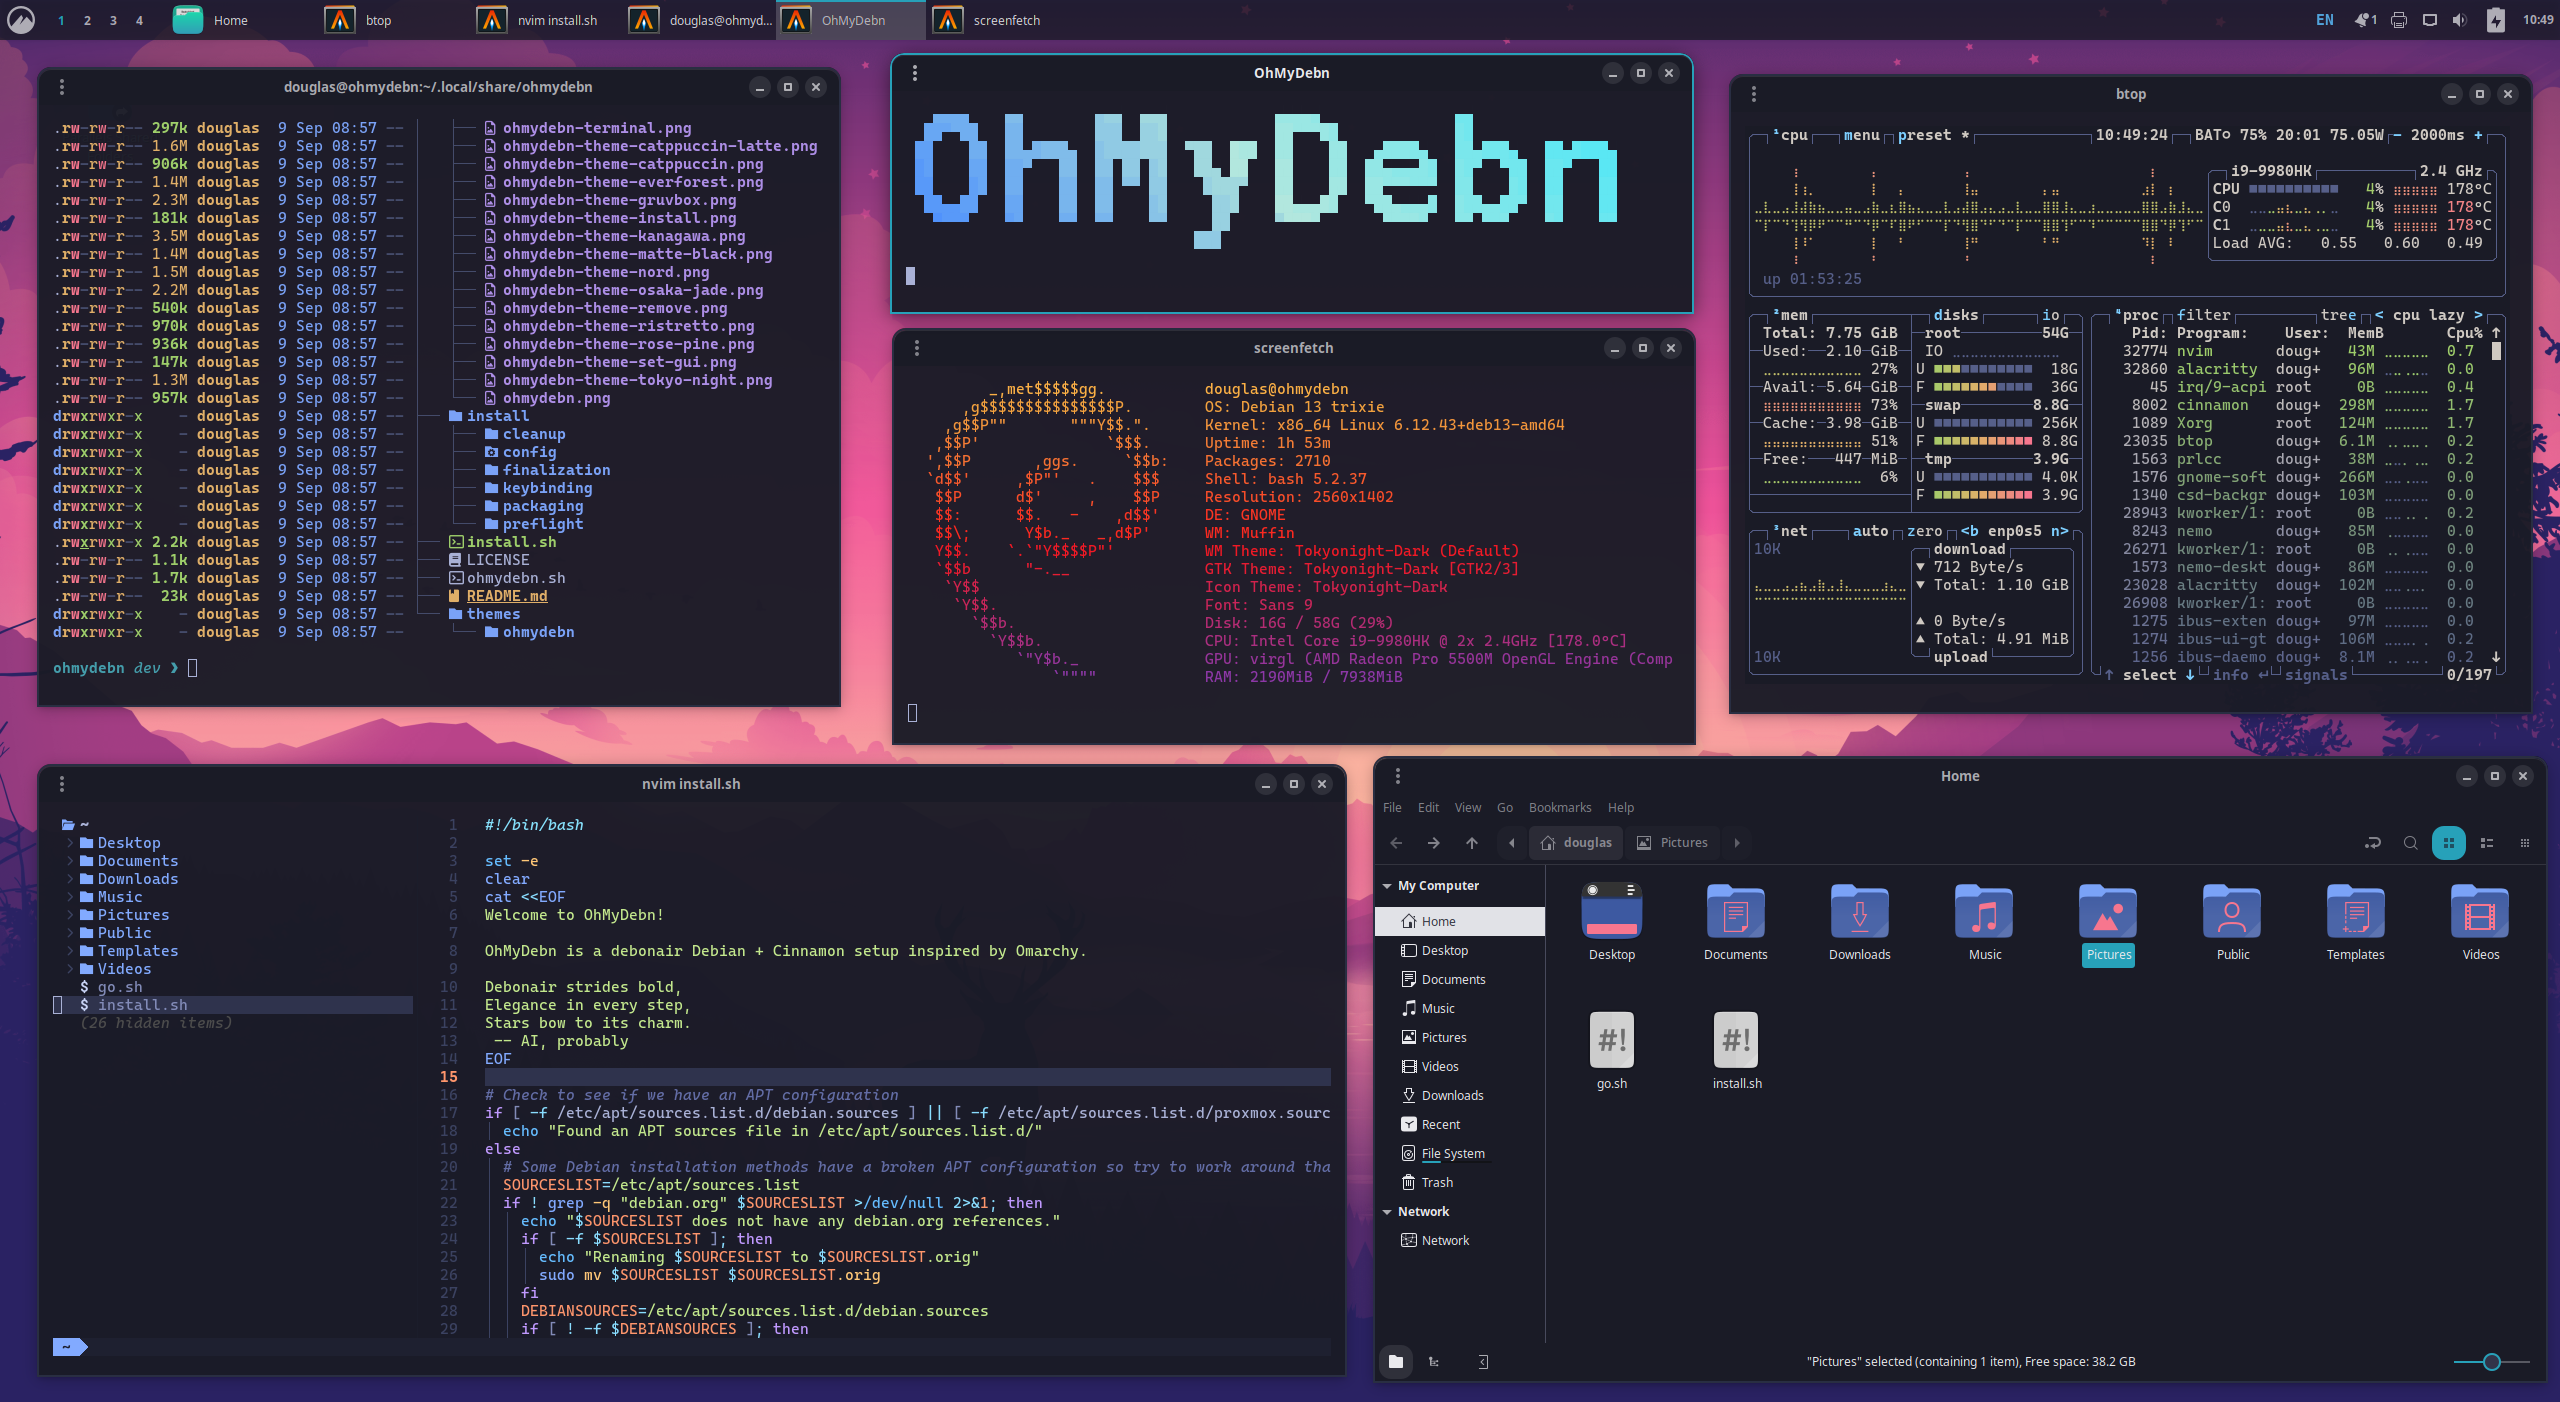 1 2 3 4 Home btop nvim install.sh douglas@ohmyd... OhMyDebn screenfetch EN 1 10:49
douglas@ohmydebn:~/.local/share/ohmydebn
.rw-rw-r-- 297k douglas 9 Sep 08:57 -- ohmydebn-terminal.png
.rw-rw-r-- 1.6M douglas 9 Sep 08:57 -- ohmydebn-theme-catppuccin-latte.png
.rw-rw-r-- 906k douglas 9 Sep 08:57 -- ohmydebn-theme-catppuccin.png
.rw-rw-r-- 1.4M douglas 9 Sep 08:57 -- ohmydebn-theme-everforest.png
.rw-rw-r-- 2.3M douglas 9 Sep 08:57 -- ohmydebn-theme-gruvbox.png
.rw-rw-r-- 181k douglas 9 Sep 08:57 -- ohmydebn-theme-install.png
.rw-rw-r-- 3.5M douglas 9 Sep 08:57 -- ohmydebn-theme-kanagawa.png
.rw-rw-r-- 1.4M douglas 9 Sep 08:57 -- ohmydebn-theme-matte-black.png
.rw-rw-r-- 1.5M douglas 9 Sep 08:57 -- ohmydebn-theme-nord.png
.rw-rw-r-- 2.2M douglas 9 Sep 08:57 -- ohmydebn-theme-osaka-jade.png
.rw-rw-r-- 540k douglas 9 Sep 08:57 -- ohmydebn-theme-remove.png
.rw-rw-r-- 970k douglas 9 Sep 08:57 -- ohmydebn-theme-ristretto.png
.rw-rw-r-- 936k douglas 9 Sep 08:57 -- ohmydebn-theme-rose-pine.png
.rw-rw-r-- 147k douglas 9 Sep 08:57 -- ohmydebn-theme-set-gui.png
.rw-rw-r-- 1.3M douglas 9 Sep 08:57 -- ohmydebn-theme-tokyo-night.png
.rw-rw-r-- 957k douglas 9 Sep 08:57 -- ohmydebn.png
drwxrwxr-x - douglas 9 Sep 08:57 -- install
drwxrwxr-x - douglas 9 Sep 08:57 -- cleanup
drwxrwxr-x - douglas 9 Sep 08:57 -- config
drwxrwxr-x - douglas 9 Sep 08:57 -- finalization
drwxrwxr-x - douglas 9 Sep 08:57 -- keybinding
drwxrwxr-x - douglas 9 Sep 08:57 -- packaging
drwxrwxr-x - douglas 9 Sep 08:57 -- preflight
.rwxrwxr-x 2.2k douglas 9 Sep 08:57 -- install.sh
.rw-rw-r-- 1.1k douglas 9 Sep 08:57 -- LICENSE
.rw-rw-r-- 1.7k douglas 9 Sep 08:57 -- ohmydebn.sh
.rw-rw-r-- 23k douglas 9 Sep 08:57 -- README.md
drwxrwxr-x - douglas 9 Sep 08:57 -- themes
drwxrwxr-x - douglas 9 Sep 08:57 -- ohmydebn
ohmydebn dev ❯
OhMyDebn
OhMyDebn
screenfetch
douglas@ohmydebn
OS: Debian 13 trixie
Kernel: x86_64 Linux 6.12.43+deb13-amd64
Uptime: 1h 53m
Packages: 2710
Shell: bash 5.2.37
Resolution: 2560x1402
DE: GNOME
WM: Muffin
WM Theme: Tokyonight-Dark (Default)
GTK Theme: Tokyonight-Dark [GTK2/3]
Icon Theme: Tokyonight-Dark
Font: Sans 9
Disk: 16G / 58G (29%)
CPU: Intel Core i9-9980HK @ 2x 2.4GHz [178.0°C]
GPU: virgl (AMD Radeon Pro 5500M OpenGL Engine (Comp
RAM: 2190MiB / 7938MiB
btop
¹cpu menu preset * 10:49:24 BAT 75% 20:01 75.05W - 2000ms +
i9-9980HK 2.4 GHz
CPU 4% 178°C
C0 4% 178°C
C1 4% 178°C
Load AVG: 0.55 0.60 0.49
up 01:53:25
²mem
Total: 7.75 GiB
Used: 2.10 GiB
27%
Avail: 5.64 GiB
73%
Cache: 3.98 GiB
51%
Free: 447 MiB
6%
disks io
root 54G
IO
U 18G
F 36G
swap 8.8G
U 256K
F 8.8G
tmp 3.9G
U 4.0K
F 3.9G
³net auto zero <b enp0s5 n>
10K
download
▼ 712 Byte/s
▼ Total: 1.10 GiB
▲ 0 Byte/s
▲ Total: 4.91 MiB
upload
10K
⁴proc filter tree < cpu lazy >
Pid: Program: User: MemB Cpu% ↑
32774 nvim doug+ 43M 0.7
32860 alacritty doug+ 96M 0.0
45 irq/9-acpi root 0B 0.4
8002 cinnamon doug+ 298M 1.7
1089 Xorg root 124M 1.7
23035 btop doug+ 6.1M 0.2
1563 prlcc doug+ 38M 0.2
1576 gnome-soft doug+ 266M 0.0
1340 csd-backgr doug+ 103M 0.0
28943 kworker/1: root 0B 0.2
8243 nemo doug+ 85M 0.0
26271 kworker/1: root 0B 0.0
1573 nemo-deskt doug+ 86M 0.0
23028 alacritty doug+ 102M 0.0
26908 kworker/1: root 0B 0.0
1275 ibus-exten doug+ 97M 0.0
1274 ibus-ui-gt doug+ 106M 0.2
1256 ibus-daemo doug+ 8.1M 0.2 ↓
↑ select ↓ info ↵ signals 0/197
nvim install.sh
~
Desktop
Documents
Downloads
Music
Pictures
Public
Templates
Videos
$ go.sh
$ install.sh
(26 hidden items)
1 #!/bin/bash
2
3 set -e
4 clear
5 cat <<EOF
6 Welcome to OhMyDebn!
7
8 OhMyDebn is a debonair Debian + Cinnamon setup inspired by Omarchy.
9
10 Debonair strides bold,
11 Elegance in every step,
12 Stars bow to its charm.
13 -- AI, probably
14 EOF
15
16 # Check to see if we have an APT configuration
17 if [ -f /etc/apt/sources.list.d/debian.sources ] || [ -f /etc/apt/sources.list.d/proxmox.sourc
18 echo "Found an APT sources file in /etc/apt/sources.list.d/"
19 else
20 # Some Debian installation methods have a broken APT configuration so try to work around tha
21 SOURCESLIST=/etc/apt/sources.list
22 if ! grep -q "debian.org" $SOURCESLIST >/dev/null 2>&1; then
23 echo "$SOURCESLIST does not have any debian.org references."
24 if [ -f $SOURCESLIST ]; then
25 echo "Renaming $SOURCESLIST to $SOURCESLIST.orig"
26 sudo mv $SOURCESLIST $SOURCESLIST.orig
27 fi
28 DEBIANSOURCES=/etc/apt/sources.list.d/debian.sources
29 if [ ! -f $DEBIANSOURCES ]; then
~
Home
File Edit View Go Bookmarks Help
douglas Pictures
My Computer
Home
Desktop
Documents
Music
Pictures
Videos
Downloads
Recent
File System
Trash
Network
Network
Desktop Documents Downloads Music Pictures Public Templates Videos
#! #!
go.sh install.sh
"Pictures" selected (containing 1 item), Free space: 38.2 GB